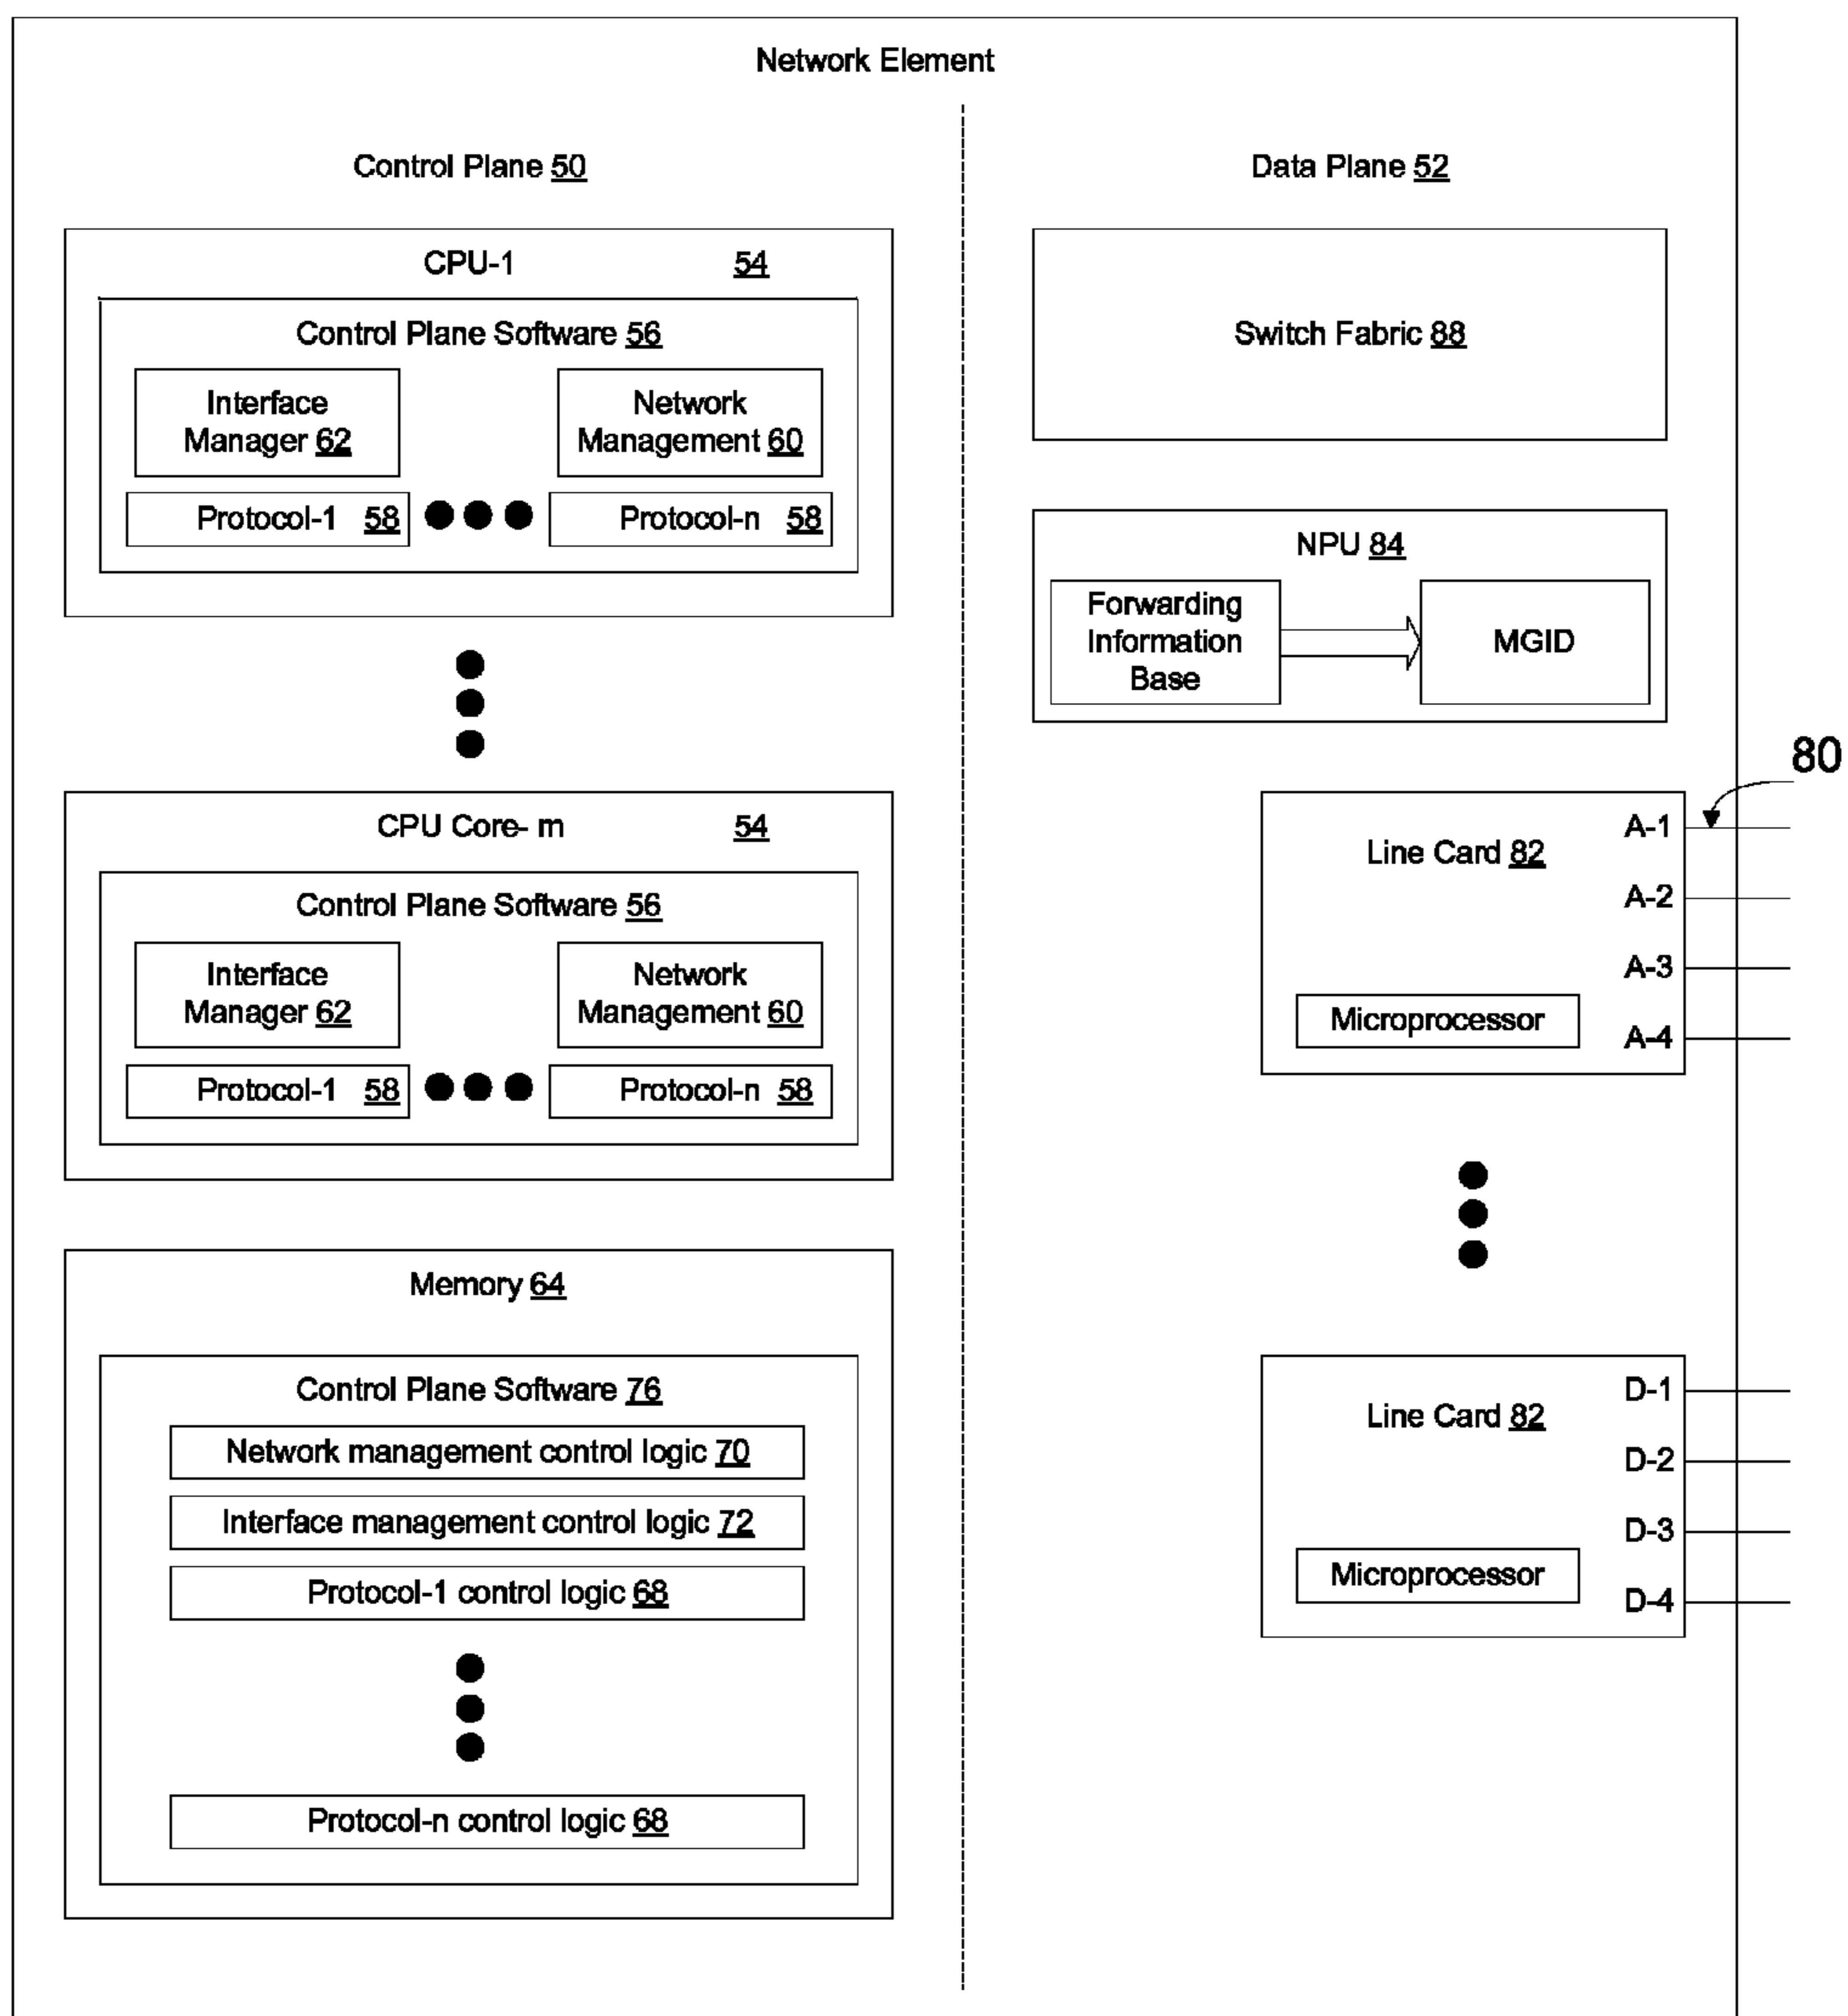 Network Element
Control Plane 50
CPU-1 54
Control Plane Software 56
Interface
Manager 62
Network
Management 60
Protocol-1 58
Protocol-n 58
CPU Core- m 54
Control Plane Software 56
Interface
Manager 62
Network
Management 60
Protocol-1 58
Protocol-n 58
Memory 64
Control Plane Software 76
Network management control logic 70
Interface management control logic 72
Protocol-1 control logic 68
Protocol-n control logic 68
Data Plane 52
Switch Fabric 88
NPU 84
Forwarding
Information
Base
MGID
80
Line Card 82
A-1
A-2
A-3
A-4
Microprocessor
Line Card 82
D-1
D-2
D-3
D-4
Microprocessor